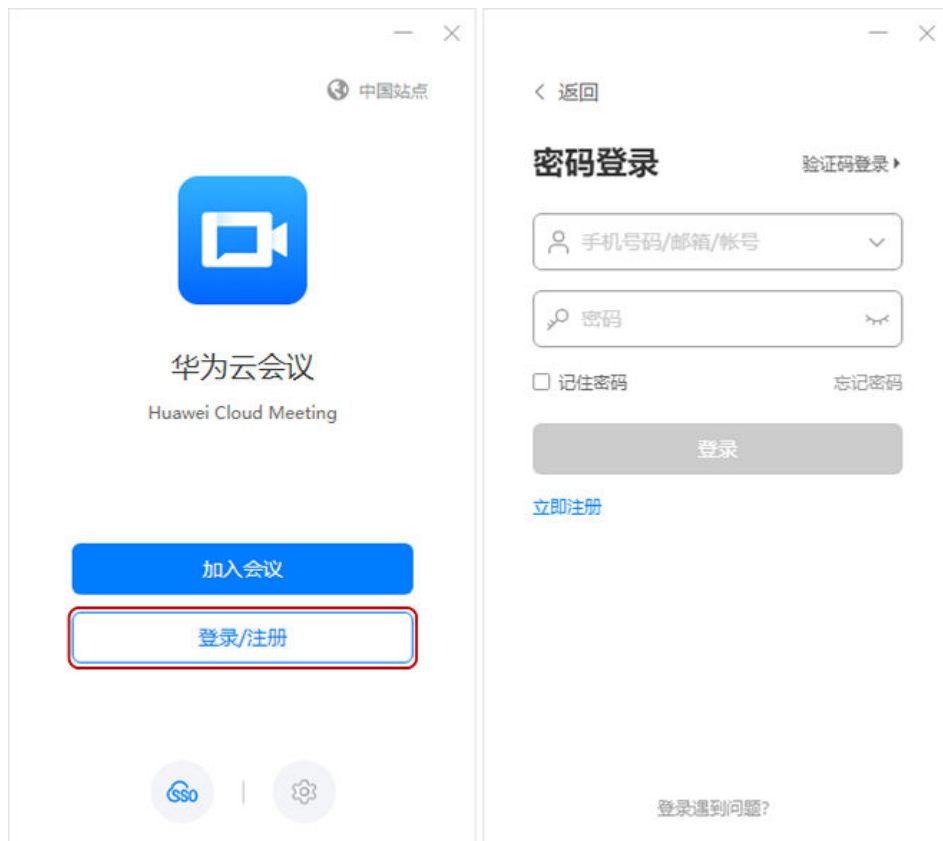 中国站点
华为云会议
Huawei Cloud Meeting
加入会议
登录/注册
SSO
返回
密码登录
验证码登录
手机号码/邮箱/帐号
密码
记住密码
忘记密码
登录
立即注册
登录遇到问题?